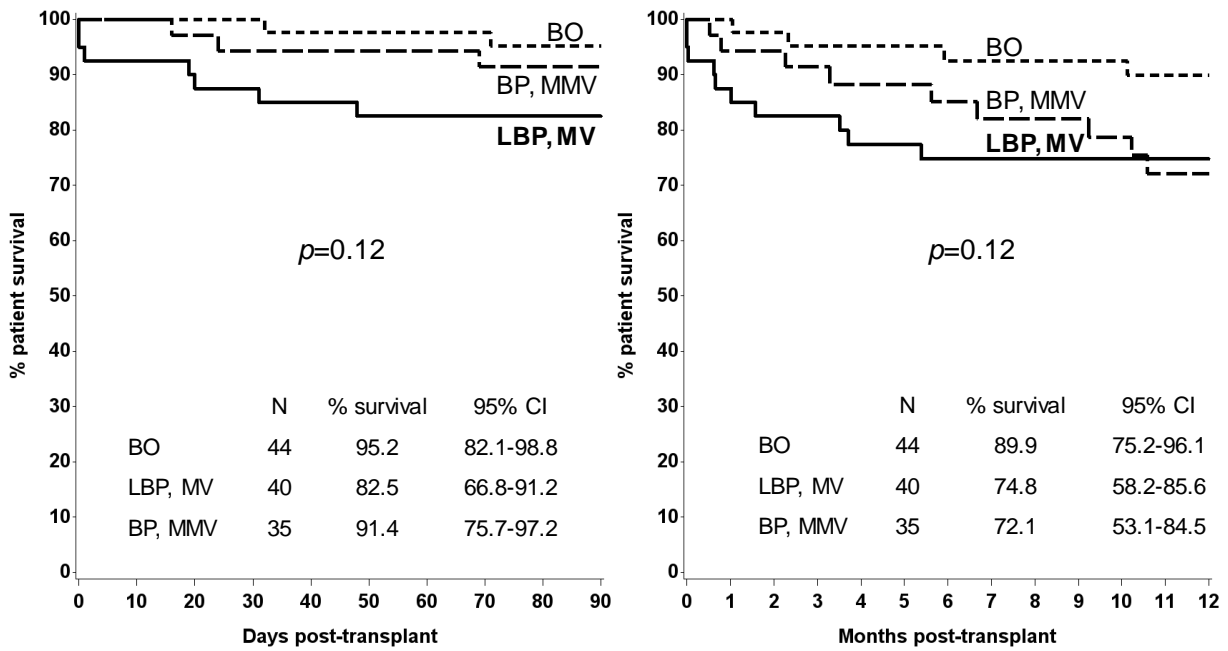 100
90
80
70
60
50
40
30
20
10
0
% patient survival
BO
BP, MMV
LBP, MV
p=0.12
N % survival 95% CI
BO 44 95.2 82.1-98.8
LBP, MV 40 82.5 66.8-91.2
BP, MMV 35 91.4 75.7-97.2
0 10 20 30 40 50 60 70 80 90
Days post-transplant
100
90
80
70
60
50
40
30
20
10
0
% patient survival
BO
BP, MMV
LBP, MV
p=0.12
N % survival 95% CI
BO 44 89.9 75.2-96.1
LBP, MV 40 74.8 58.2-85.6
BP, MMV 35 72.1 53.1-84.5
0 1 2 3 4 5 6 7 8 9 10 11 12
Months post-transplant